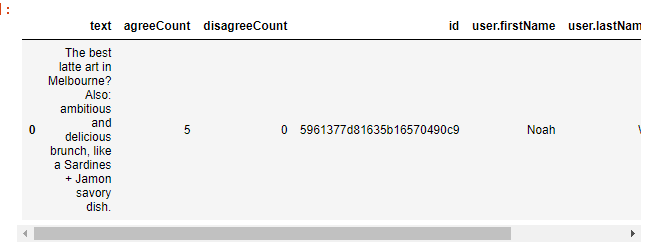 :
text agreeCount disagreeCount id user.firstName user.lastNam
The best
latte art in
Melbourne?
Also:
ambitious
and
0 delicious 5 0 5961377d81635b16570490c9 Noah
brunch, like
a Sardines
+ Jamon
savory
dish.